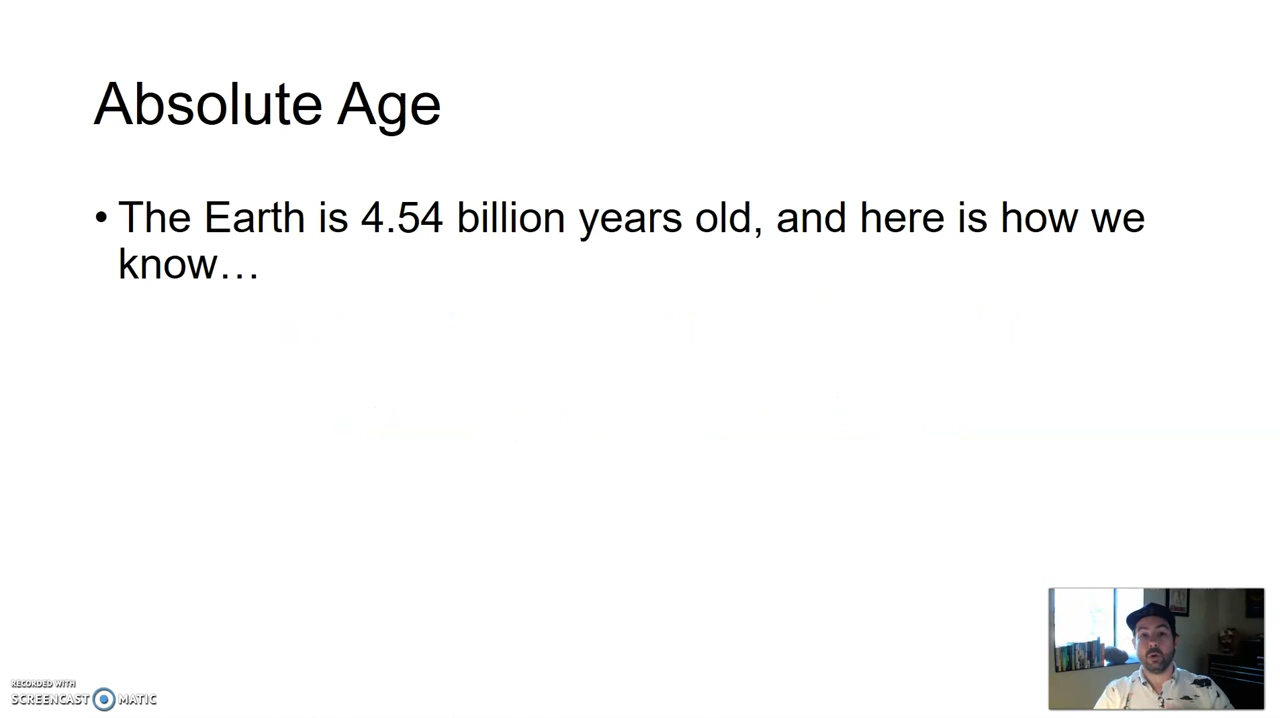 Absolute Age
• The Earth is 4.54 billion years old, and here is how we
know…
RECORDED WITH
SCREENCAST MATIC